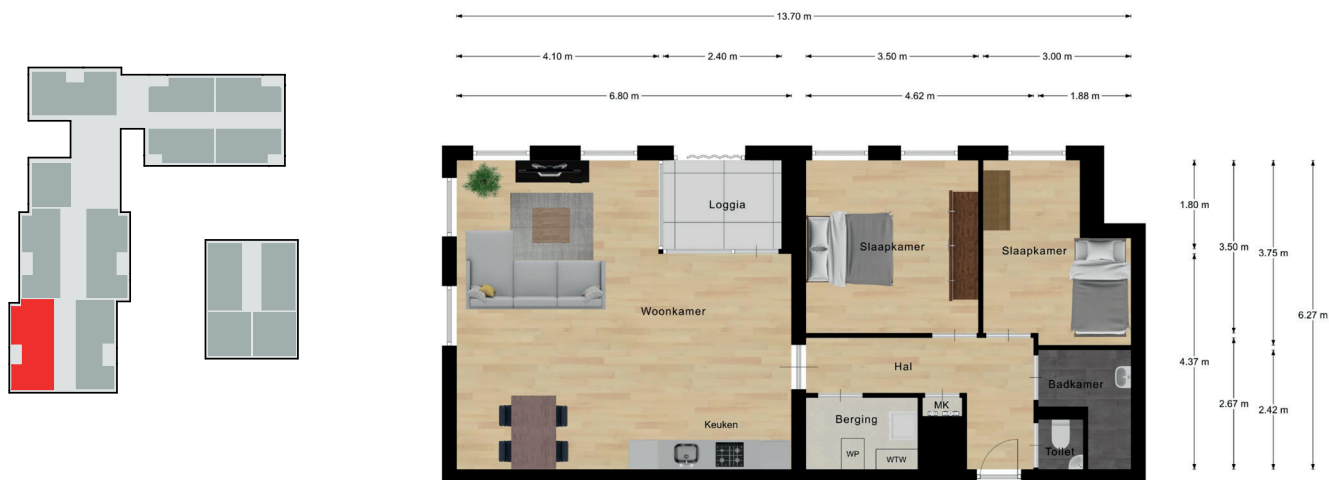 13.70 m
4.10 m
2.40 m
3.50 m
3.00 m
6.80 m
4.62 m
1.88 m
Loggia
Slaapkamer
Slaapkamer
Woonkamer
Hal
Badkamer
MK
Berging
Keuken
WP
WTW
Toilet
1.80 m
3.50 m
3.75 m
6.27 m
4.37 m
2.67 m
2.42 m